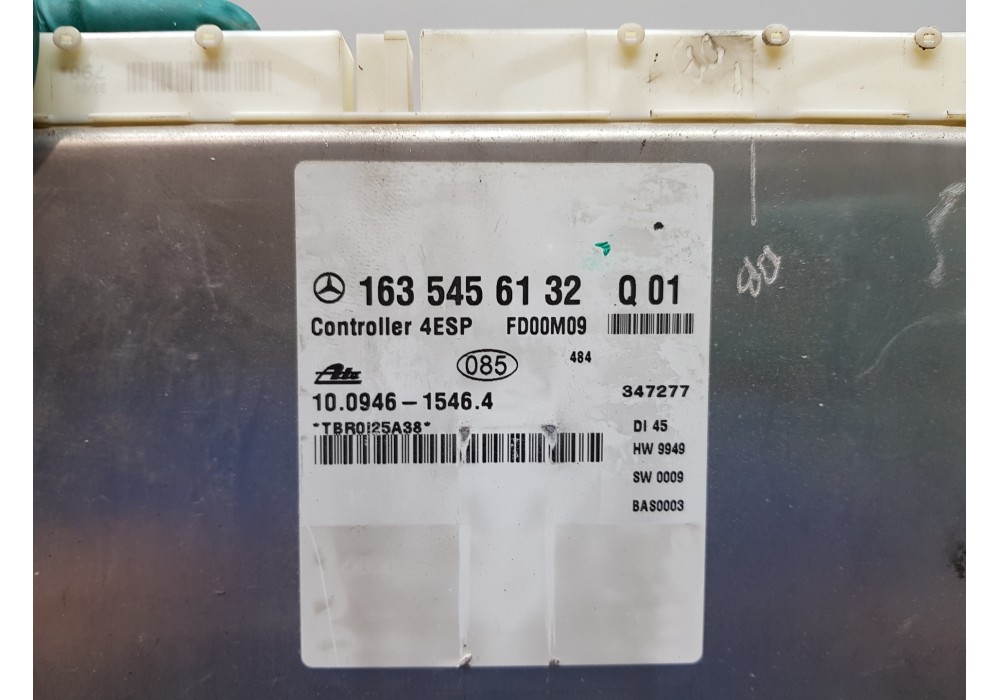 163 545 61 32 Q 01
Controller 4ESP FD00M09
085 484
Ate
347277
10.0946-1546.4
*TBR0I25A38*
DI 45
HW 9949
SW 0009
BAS0003